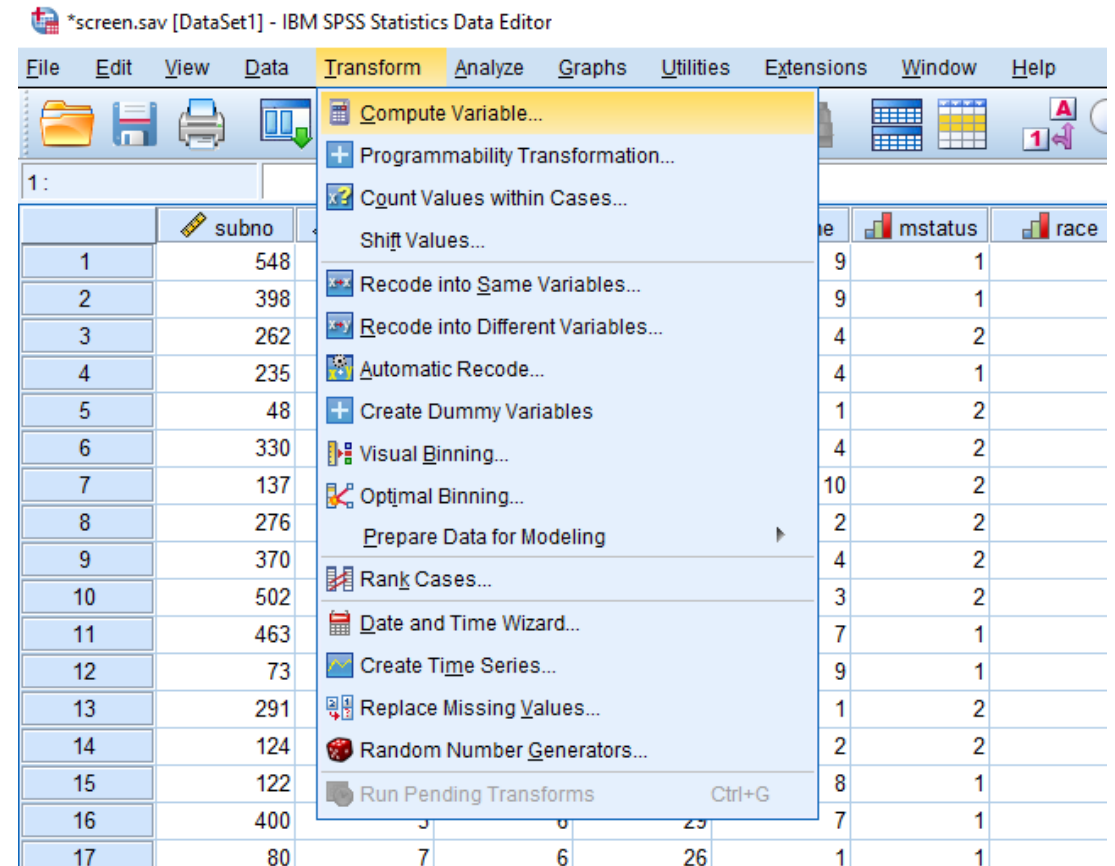 *screen.sav [DataSet1] - IBM SPSS Statistics Data Editor
File Edit View Data Transform Analyze Graphs Utilities Extensions Window Help
Compute Variable...
Programmability Transformation...
Count Values within Cases...
Shift Values...
Recode into Same Variables...
Recode into Different Variables...
Automatic Recode...
Create Dummy Variables
Visual Binning...
Optimal Binning...
Prepare Data for Modeling
Rank Cases...
Date and Time Wizard...
Create Time Series...
Replace Missing Values...
Random Number Generators...
Run Pending Transforms Ctrl+G
A
1
1 :
subno mstatus race
1 548 9 1
2 398 9 1
3 262 4 2
4 235 4 1
5 48 1 2
6 330 4 2
7 137 10 2
8 276 2 2
9 370 4 2
10 502 3 2
11 463 7 1
12 73 9 1
13 291 1 2
14 124 2 2
15 122 8 1
16 400 5 6 29 7 1
17 80 7 6 26 1 1